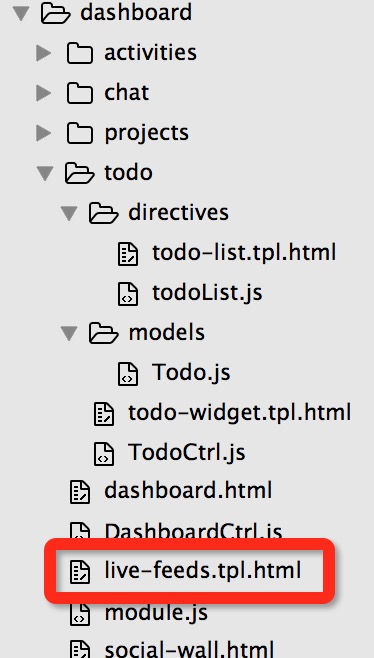 dashboard
activities
chat
projects
todo
directives
todo-list.tpl.html
todoList.js
models
Todo.js
todo-widget.tpl.html
TodoCtrl.js
dashboard.html
DashboardCtrl.js
live-feeds.tpl.html
module.js
social-wall.html